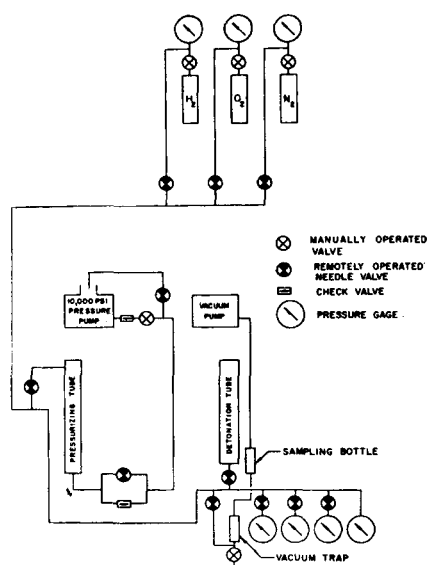 H2
O2
N2
MANUALLY OPERATED
VALVE
REMOTELY OPERATED
NEEDLE VALVE
CHECK VALVE
PRESSURE GAGE.
10,000 PSI
PRESSURE
PUMP
VACUUM
PUMP
PRESSURIZING TUBE
DETONATION TUBE
SAMPLING BOTTLE
VACUUM TRAP